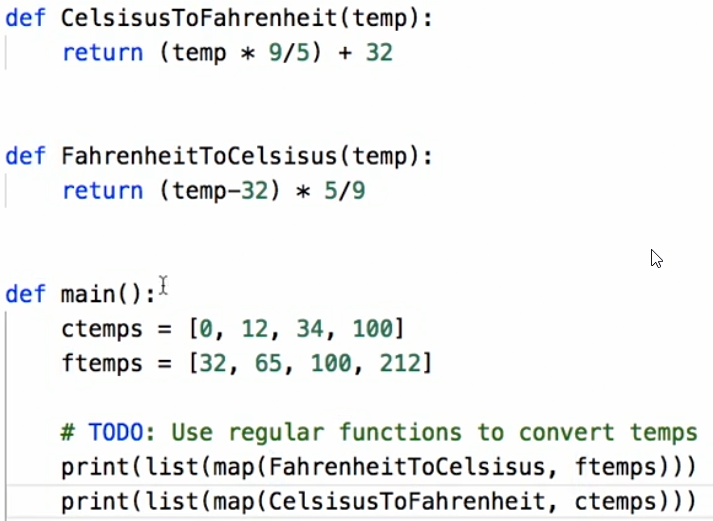 def CelsisusToFahrenheit(temp):
    return (temp * 9/5) + 32
def FahrenheitToCelsisus(temp):
    return (temp-32) * 5/9
def main():
    ctemps = [0, 12, 34, 100]
    ftemps = [32, 65, 100, 212]
    # TODO: Use regular functions to convert temps
    print(list(map(FahrenheitToCelsisus, ftemps)))
    print(list(map(CelsisusToFahrenheit, ctemps)))